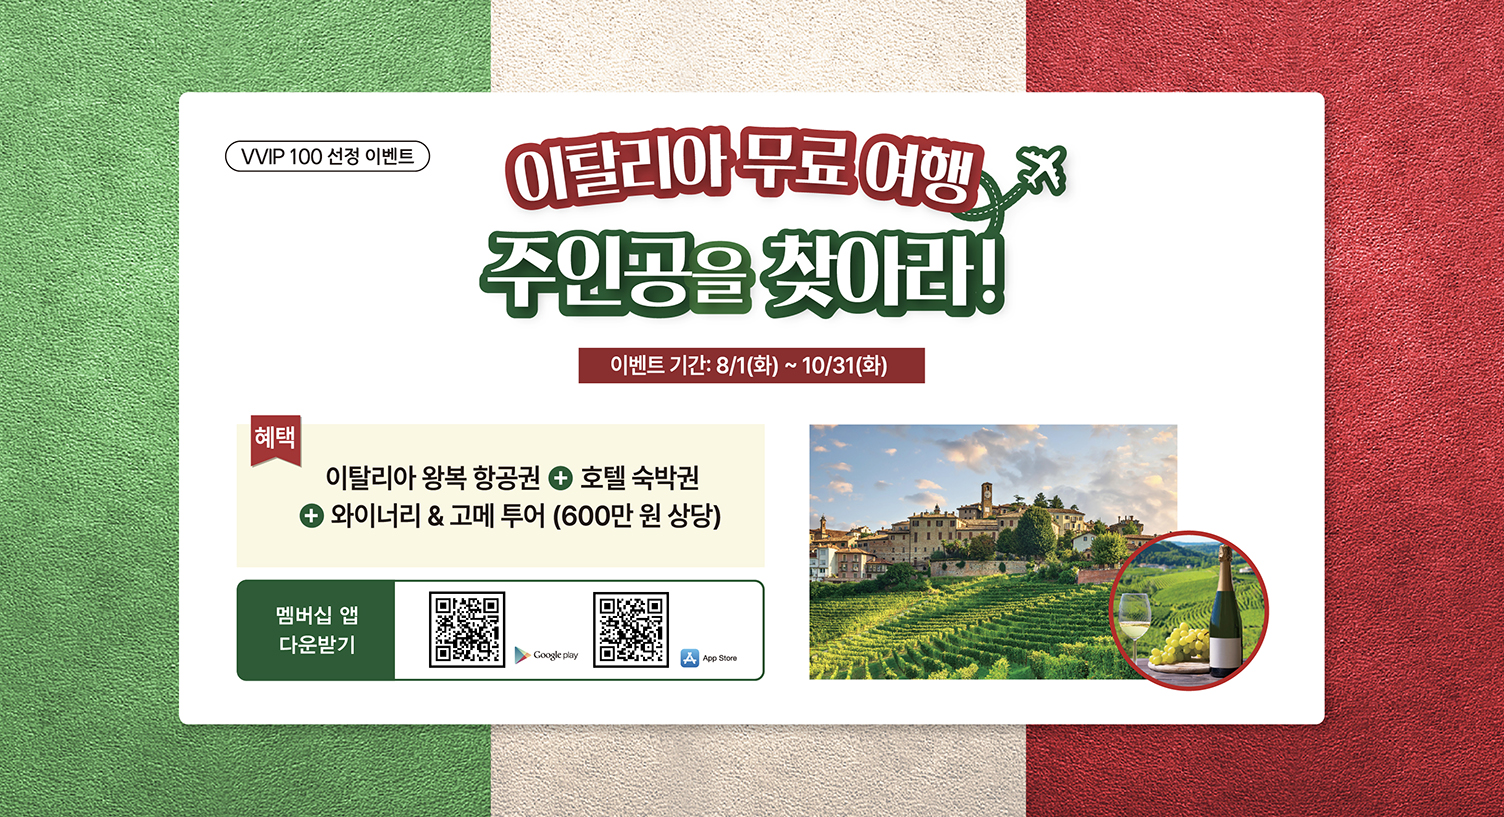 VVIP 100 선정 이벤트
이탈리아 무료 여행
주인공을 찾아라!
이벤트 기간: 8/1(화) ~ 10/31(화)
혜택
이탈리아 왕복 항공권 + 호텔 숙박권
+ 와이너리 & 고메 투어 (600만 원 상당)
멤버십 앱
다운받기
Google play
App Store